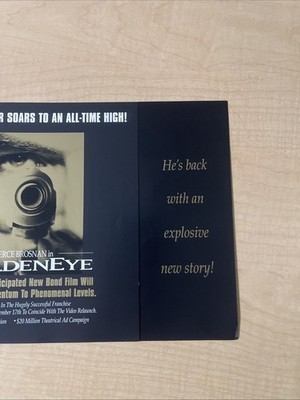 R SOARS TO AN ALL-TIME HIGH!
ERCE BROSNAN in
LDENEYE
icipated New Bond Film Will
entum To Phenomenal Levels.
In The Hugely Successful Franchise
ember 17th To Coincide With The Video Relaunch.
ion • $20 Million Theatrical Ad Campaign
He's back
with an
explosive
new story!